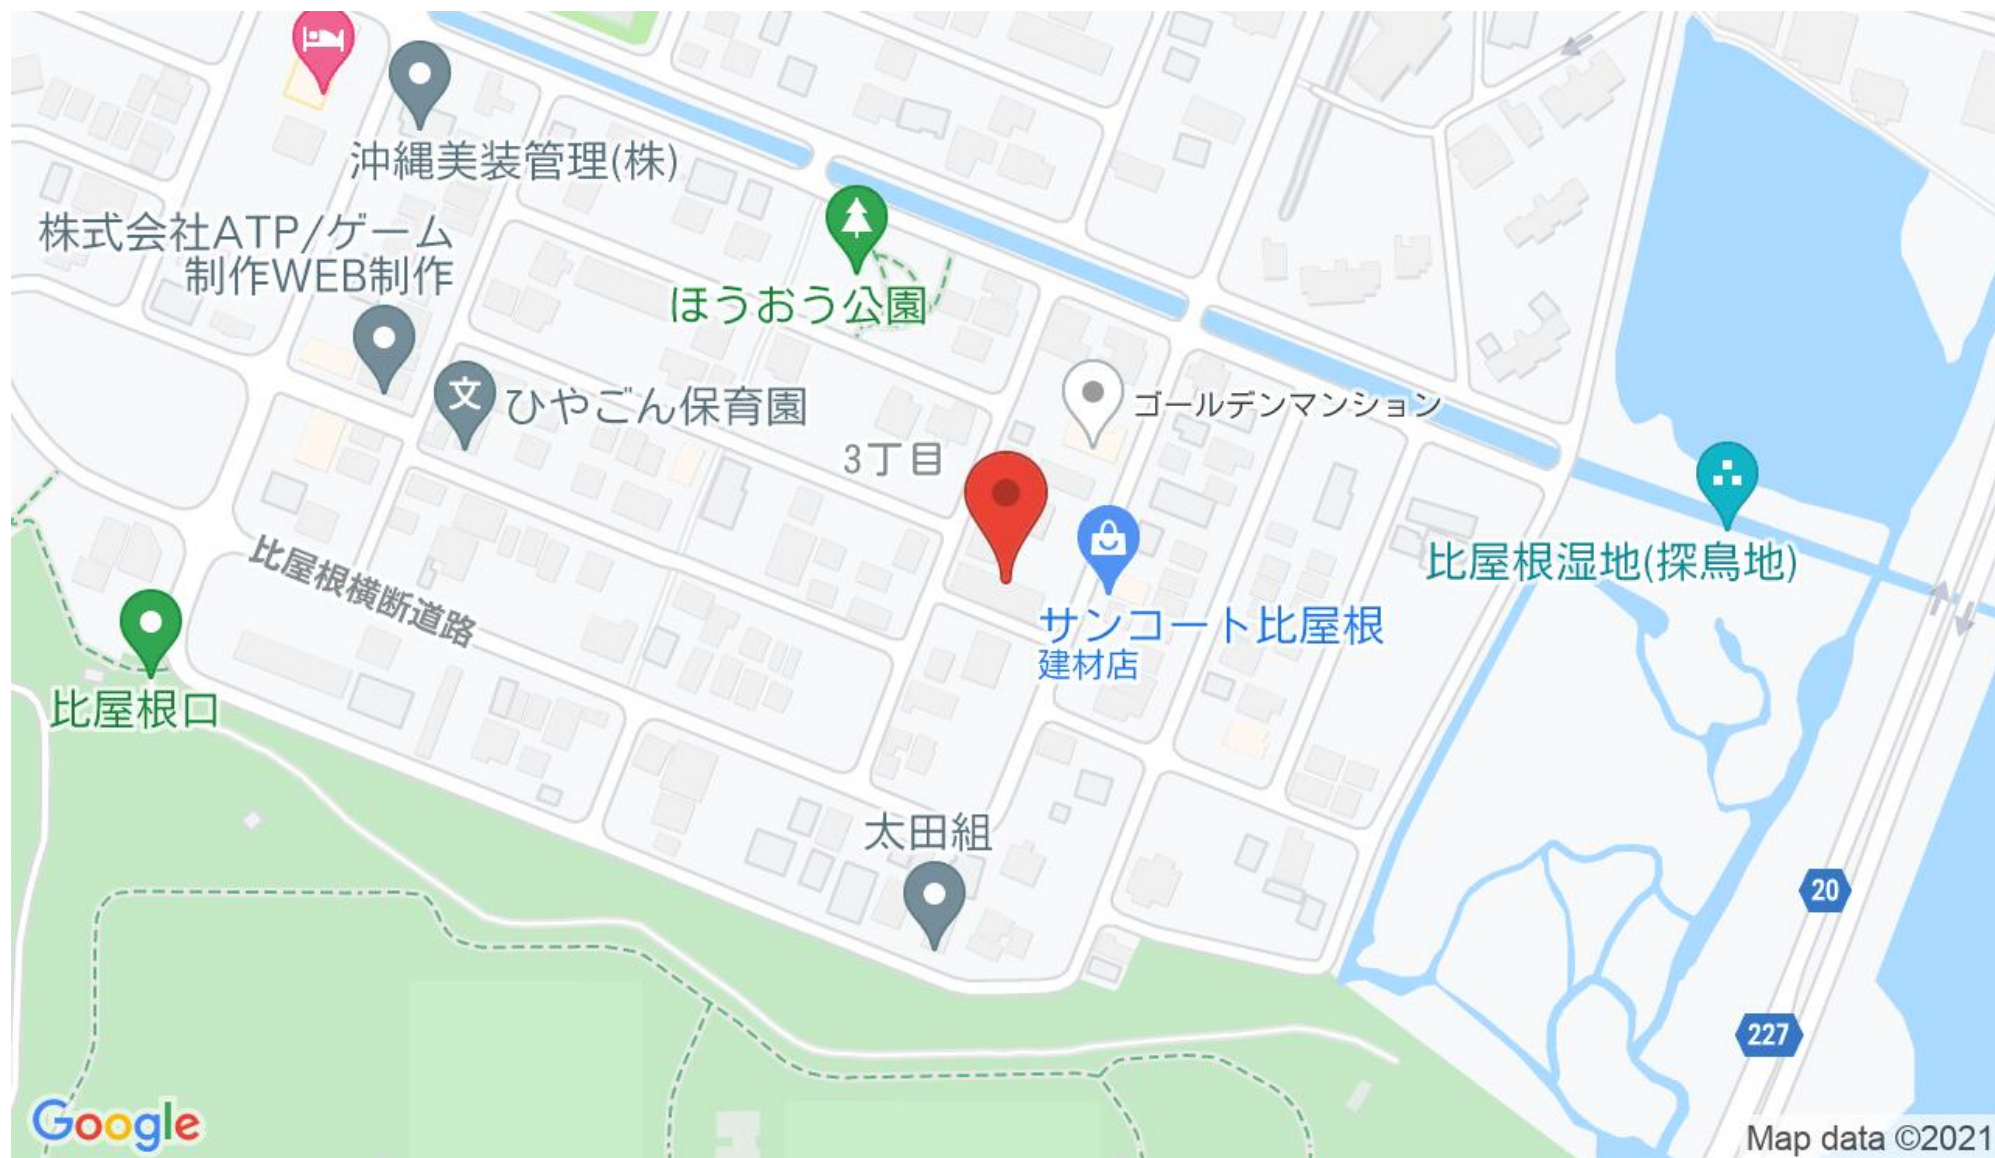 沖縄美装管理(株)
株式会社ATP/ゲーム
制作WEB制作
ほうおう公園
文
ひやごん保育園
ゴールデンマンション
3丁目
比屋根湿地(探鳥地)
比屋根横断道路
サンコート比屋根
建材店
比屋根口
太田組
20
227
Google
Map data ©2021